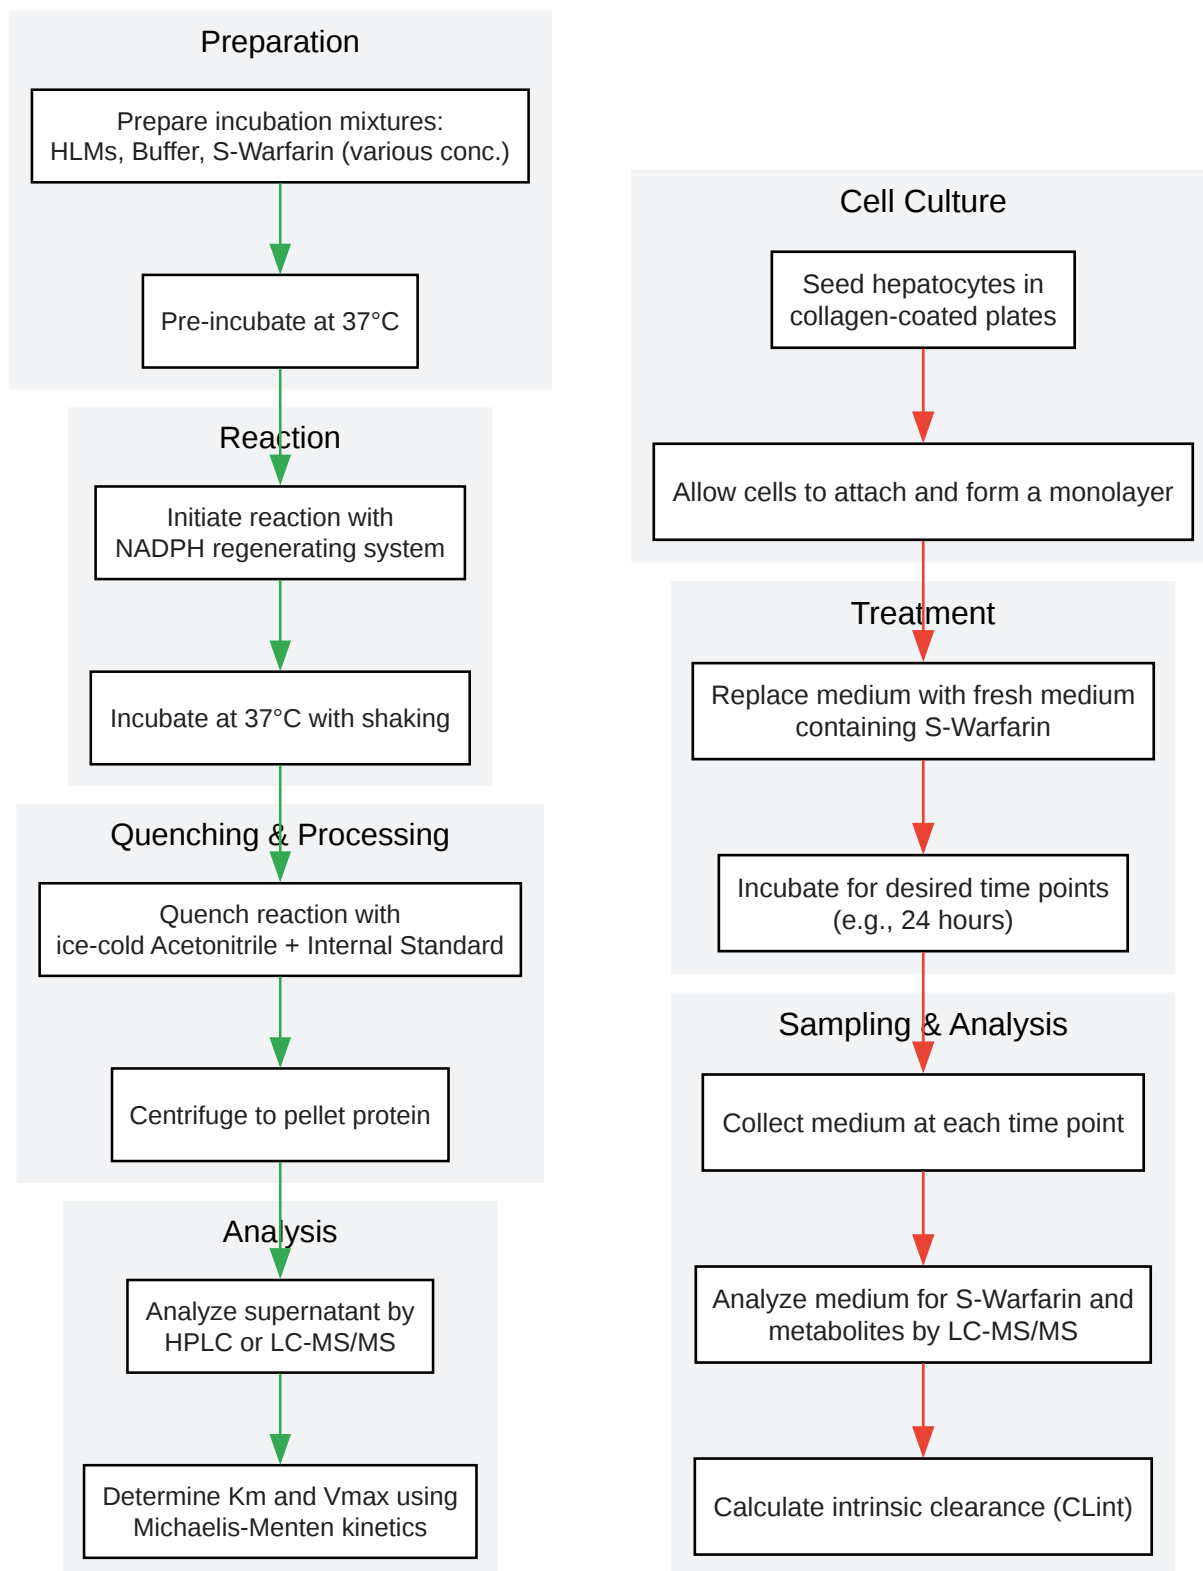 Preparation
Prepare incubation mixtures:
HLMs, Buffer, S-Warfarin (various conc.)
Pre-incubate at 37°C
Reaction
Initiate reaction with
NADPH regenerating system
Incubate at 37°C with shaking
Quenching & Processing
Quench reaction with
ice-cold Acetonitrile + Internal Standard
Centrifuge to pellet protein
Analysis
Analyze supernatant by
HPLC or LC-MS/MS
Determine Km and Vmax using
Michaelis-Menten kinetics
Cell Culture
Seed hepatocytes in
collagen-coated plates
Allow cells to attach and form a monolayer
Treatment
Replace medium with fresh medium
containing S-Warfarin
Incubate for desired time points
(e.g., 24 hours)
Sampling & Analysis
Collect medium at each time point
Analyze medium for S-Warfarin and
metabolites by LC-MS/MS
Calculate intrinsic clearance (CLint)